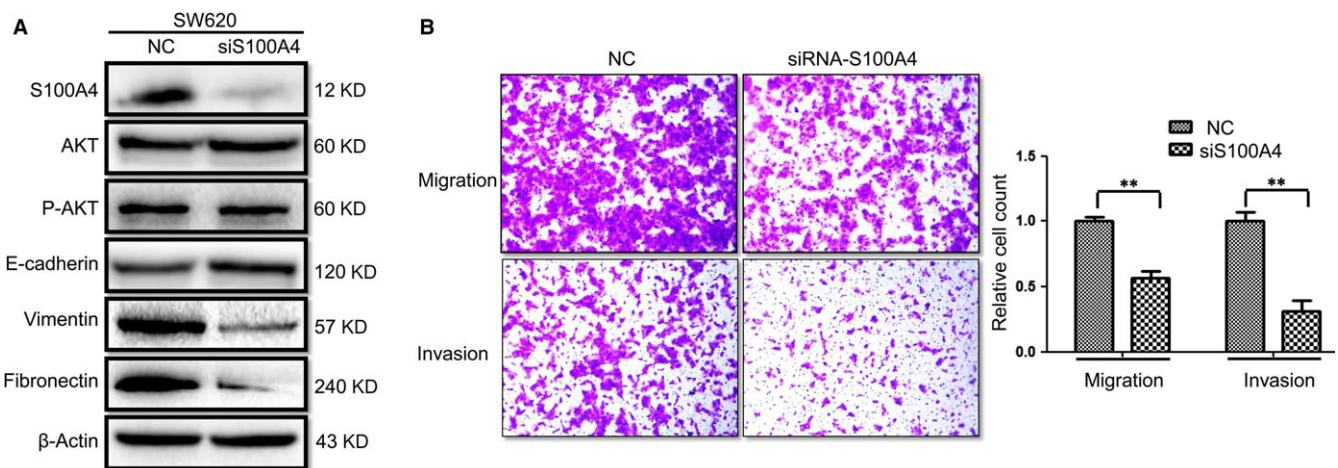 A
SW620
NC siS100A4
S100A4 12 KD
AKT 60 KD
P-AKT 60 KD
E-cadherin 120 KD
Vimentin 57 KD
Fibronectin 240 KD
β-Actin 43 KD
B
NC siRNA-S100A4
Migration
Invasion
NC
siS100A4
Relative cell count
1.5
1.0
0.5
0.0
** **
Migration Invasion